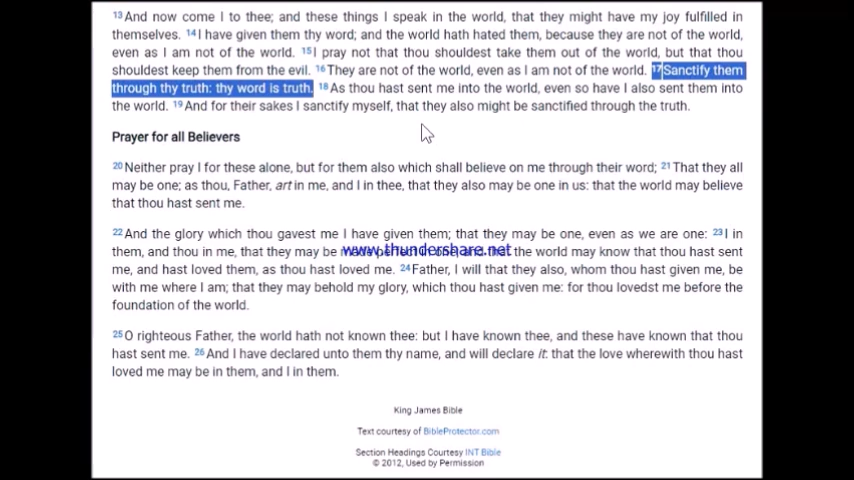 13And now come I to thee; and these things I speak in the world, that they might have my joy fulfilled in
themselves. 14I have given them thy word; and the world hath hated them, because they are not of the world,
even as I am not of the world. 15I pray not that thou shouldest take them out of the world, but that thou
shouldest keep them from the evil. 16They are not of the world, even as I am not of the world. 17Sanctify them
through thy truth: thy word is truth. 18As thou hast sent me into the world, even so have I also sent them into
the world. 19And for their sakes I sanctify myself, that they also might be sanctified through the truth.
Prayer for all Believers
20Neither pray I for these alone, but for them also which shall believe on me through their word; 21That they all
may be one; as thou, Father, art in me, and I in thee, that they also may be one in us: that the world may believe
that thou hast sent me.
22And the glory which thou gavest me I have given them; that they may be one, even as we are one: 23I in
them, and thou in me, that they may be made perfect in one; and that the world may know that thou hast sent
www.thundershare.net
me, and hast loved them, as thou hast loved me. 24Father, I will that they also, whom thou hast given me, be
with me where I am; that they may behold my glory, which thou hast given me: for thou lovedst me before the
foundation of the world.
25O righteous Father, the world hath not known thee: but I have known thee, and these have known that thou
hast sent me. 26And I have declared unto them thy name, and will declare it: that the love wherewith thou hast
loved me may be in them, and I in them.
King James Bible
Text courtesy of BibleProtector.com
Section Headings Courtesy INT Bible
© 2012, Used by Permission